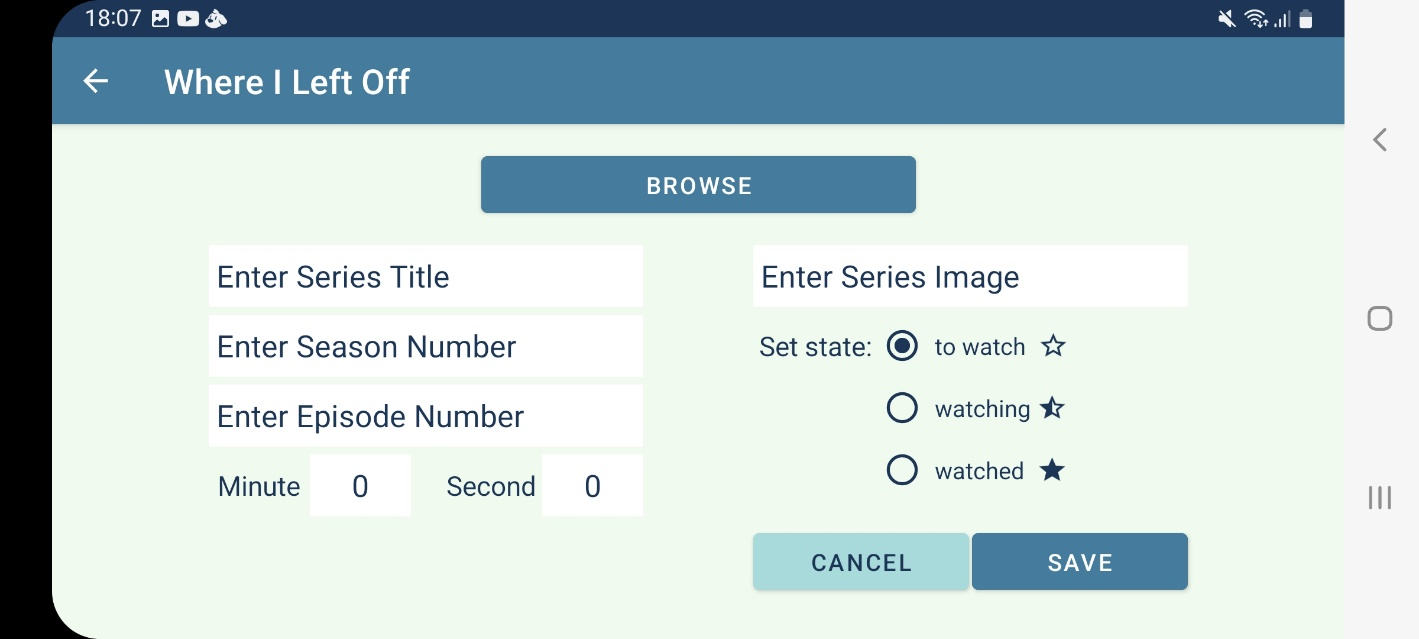 18:07
Where I Left Off
BROWSE
Enter Series Title
Enter Season Number
Enter Episode Number
Minute 0 Second 0
Enter Series Image
Set state: to watch
watching
watched
CANCEL SAVE